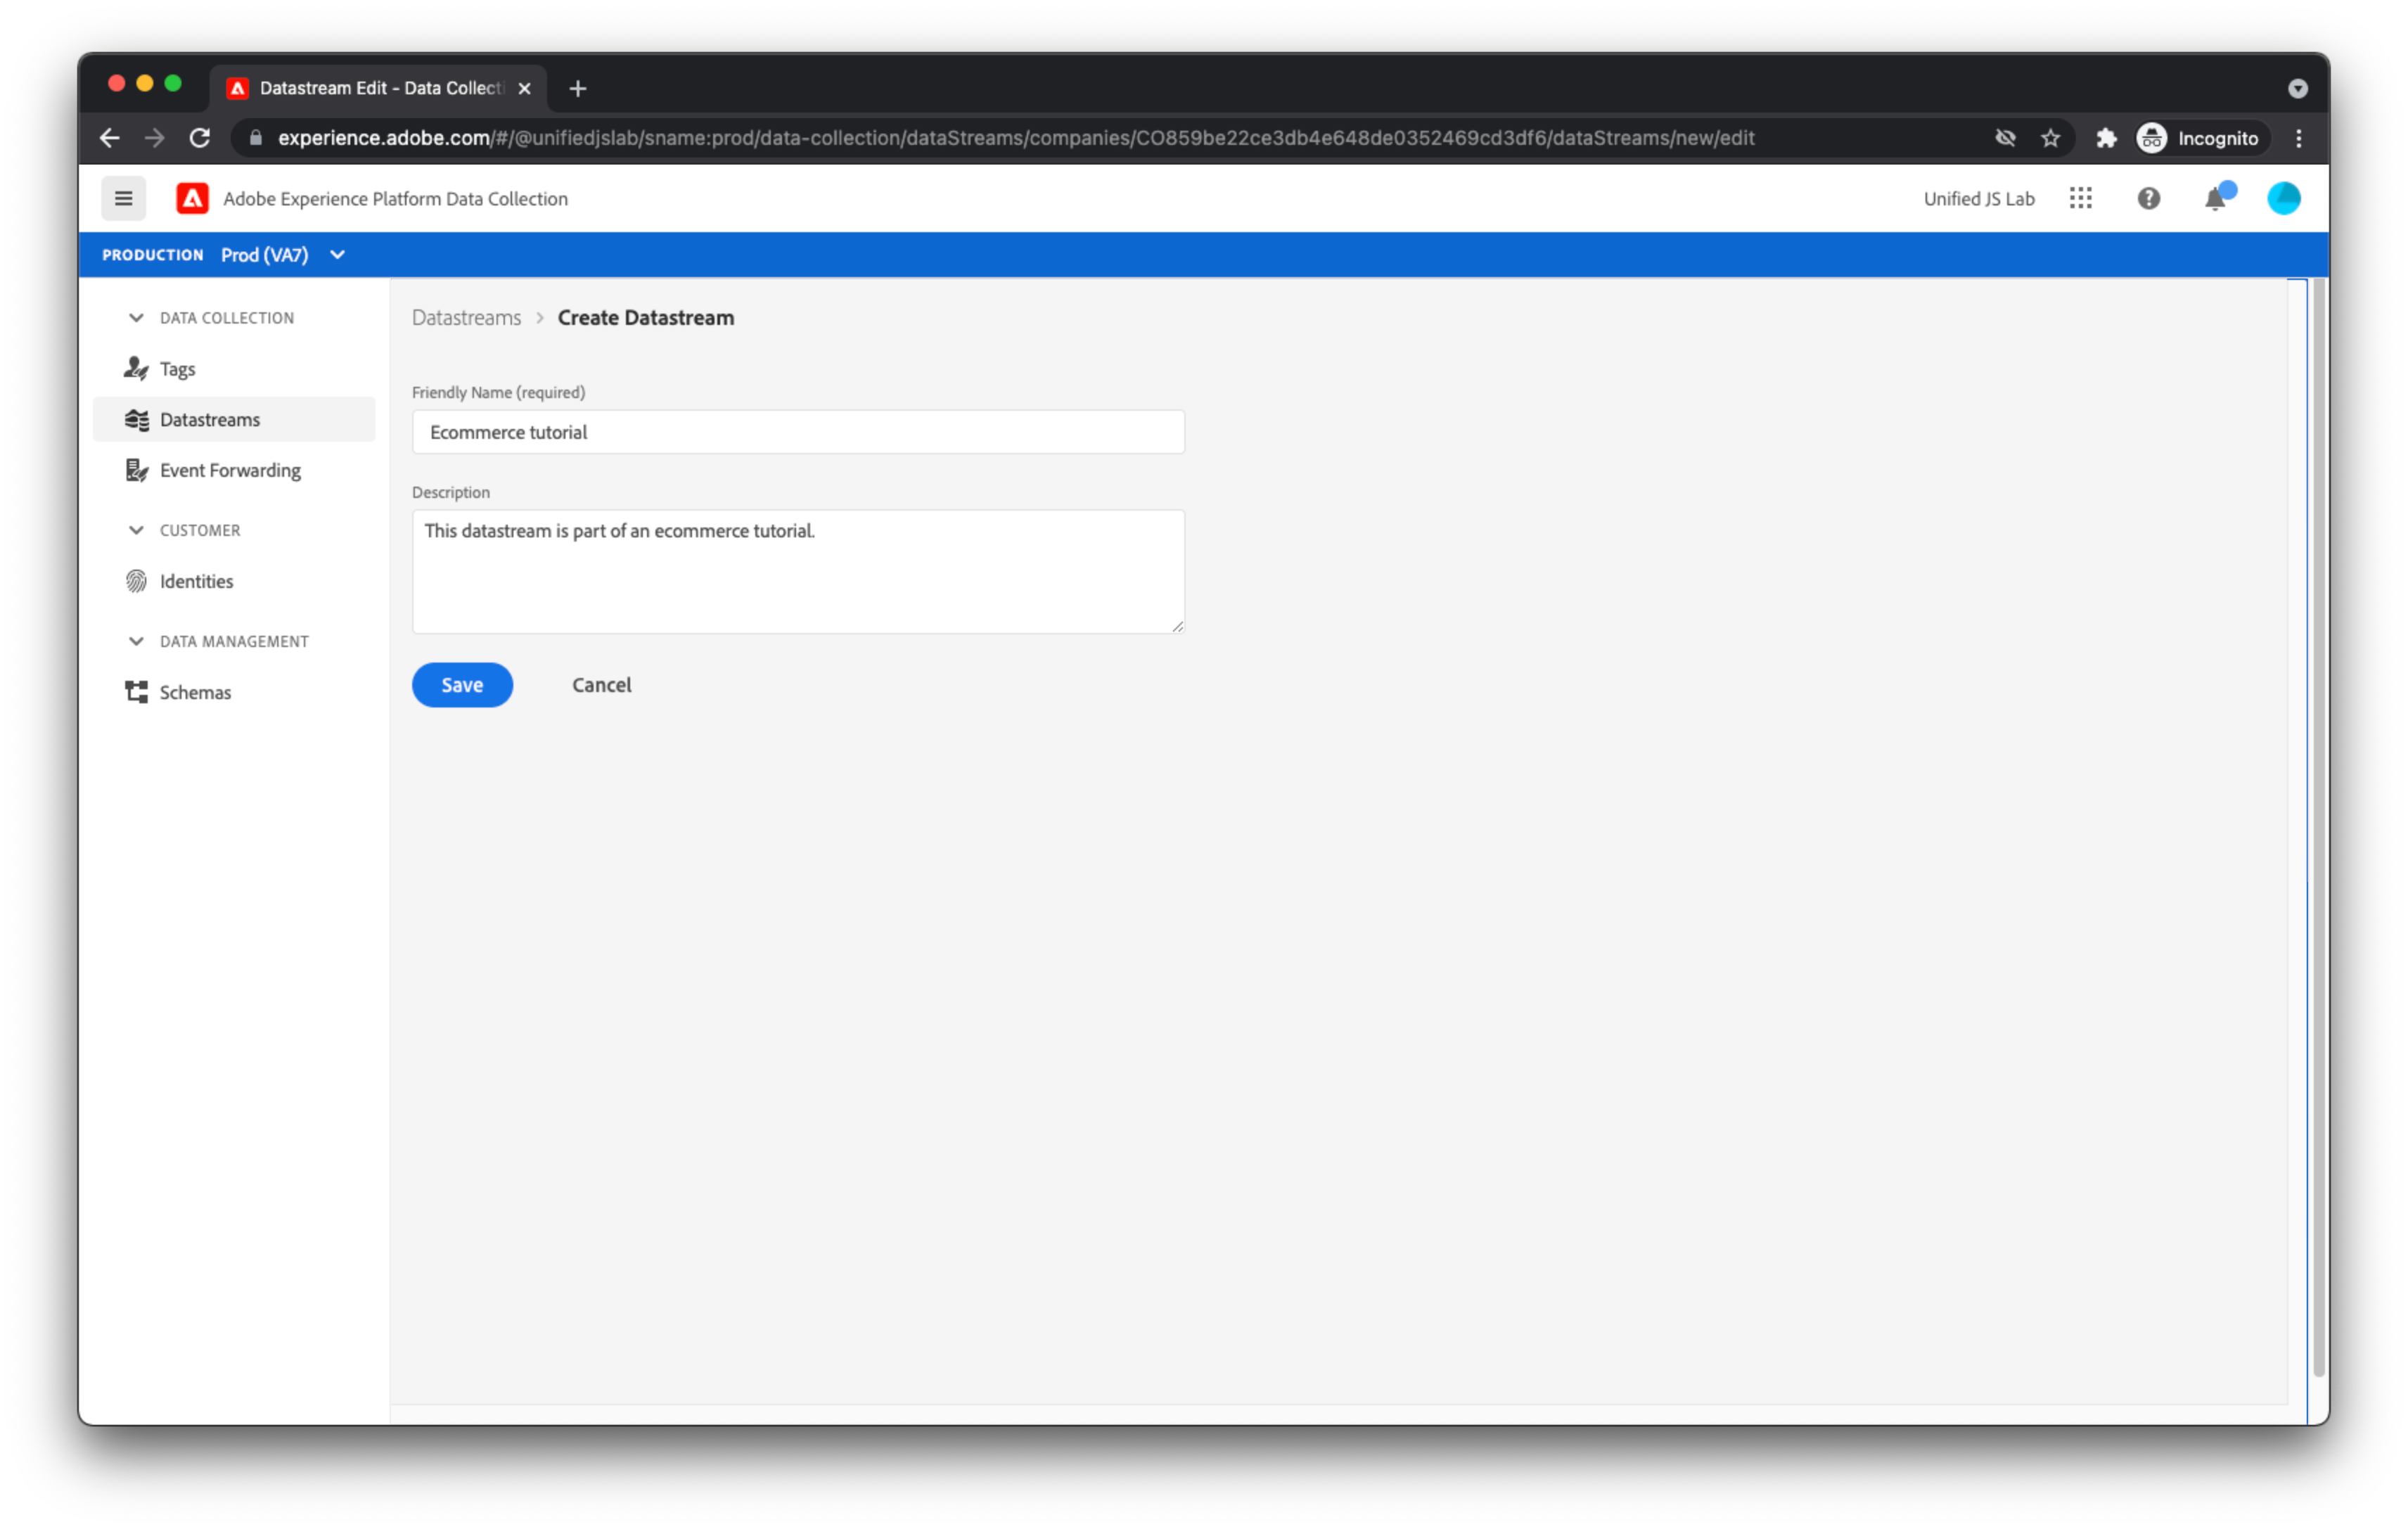 Datastream Edit - Data Collecti
experience.adobe.com/#/@unifiedjslab/sname:prod/data-collection/dataStreams/companies/CO859be22ce3db4e648de0352469cd3df6/dataStreams/new/edit
Incognito
Adobe Experience Platform Data Collection
Unified JS Lab
PRODUCTION Prod (VA7)
DATA COLLECTION
Tags
Datastreams
Event Forwarding
CUSTOMER
Identities
DATA MANAGEMENT
Schemas
Datastreams > Create Datastream
Friendly Name (required)
Ecommerce tutorial
Description
This datastream is part of an ecommerce tutorial.
Save
Cancel